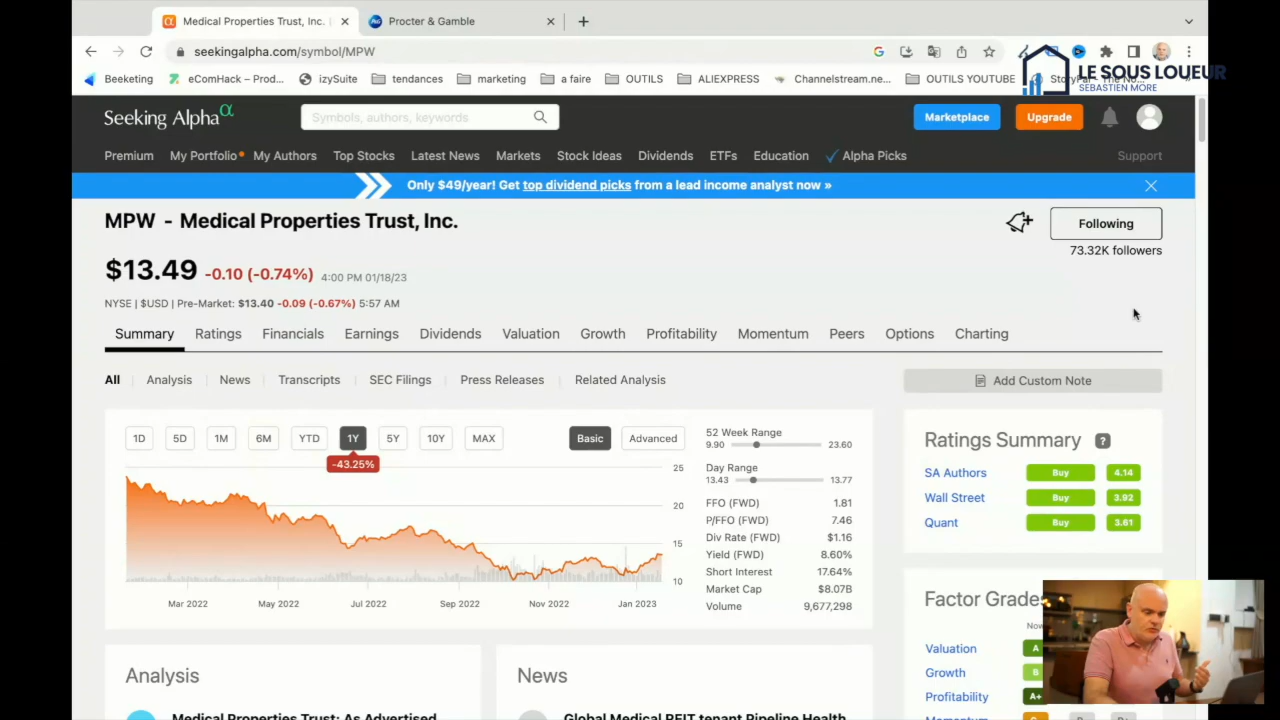 Medical Properties Trust, Inc. |
Procter & Gamble
seekingalpha.com/symbol/MPW
Beeketing
eComHack – Prod...
izySuite
tendances
marketing
a faire
OUTILS
ALIEXPRESS
Channelstream.ne...
OUTILS YOUTUBE
LE SOUS LOUEUR
SEBASTIEN MORE
Seeking Alpha α
Symbols, authors, keywords
Marketplace
Upgrade
Premium
My Portfolio
My Authors
Top Stocks
Latest News
Markets
Stock Ideas
Dividends
ETFs
Education
Alpha Picks
Support
Only $49/year! Get top dividend picks from a lead income analyst now »
MPW - Medical Properties Trust, Inc.
Following
73.32K followers
$13.49 -0.10 (-0.74%) 4:00 PM 01/18/23
NYSE | $USD | Pre-Market: $13.40 -0.09 (-0.67%) 5:57 AM
Summary
Ratings
Financials
Earnings
Dividends
Valuation
Growth
Profitability
Momentum
Peers
Options
Charting
All
Analysis
News
Transcripts
SEC Filings
Press Releases
Related Analysis
Add Custom Note
1D
5D
1M
6M
YTD
1Y
5Y
10Y
MAX
Basic
Advanced
-43.25%
25
20
15
10
Mar 2022
May 2022
Jul 2022
Sep 2022
Nov 2022
Jan 2023
52 Week Range
9.90 23.60
Day Range
13.43 13.77
FFO (FWD) 1.81
P/FFO (FWD) 7.46
Div Rate (FWD) $1.16
Yield (FWD) 8.60%
Short Interest 17.64%
Market Cap $8.07B
Volume 9,677,298
Ratings Summary ?
SA Authors Buy 4.14
Wall Street Buy 3.92
Quant Buy 3.61
Factor Grades
Now
Valuation A
Growth B
Profitability A+
Analysis
News
Medical Properties Trust: As Advertised
Global Medical REIT tenant Pipeline Health